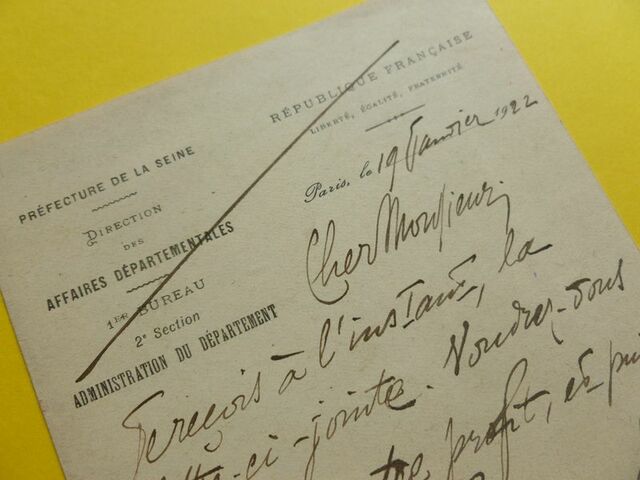 RÉPUBLIQUE FRANÇAISE
LIBERTÉ, ÉGALITÉ, FRATERNITÉ
PRÉFECTURE DE LA SEINE
DIRECTION
DES
AFFAIRES DÉPARTEMENTALES
1ER BUREAU
2e Section
ADMINISTRATION DU DÉPARTEMENT
Paris, le 19 Janvier 1922
Cher Monsieur,
Je reçois à l'instant, la
ci-jointe. Voudrez-vous
profit, et